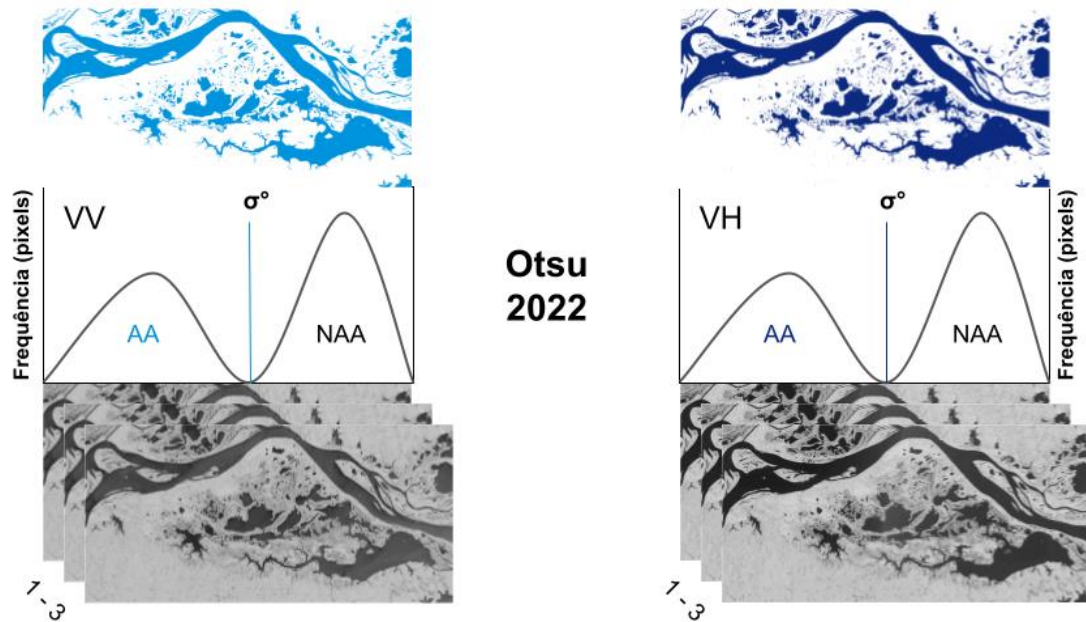 Frequência (pixels)
VV
σ°
AA
NAA
1 - 3
Otsu
2022
VH
σ°
AA
NAA
Frequência (pixels)
1 - 3